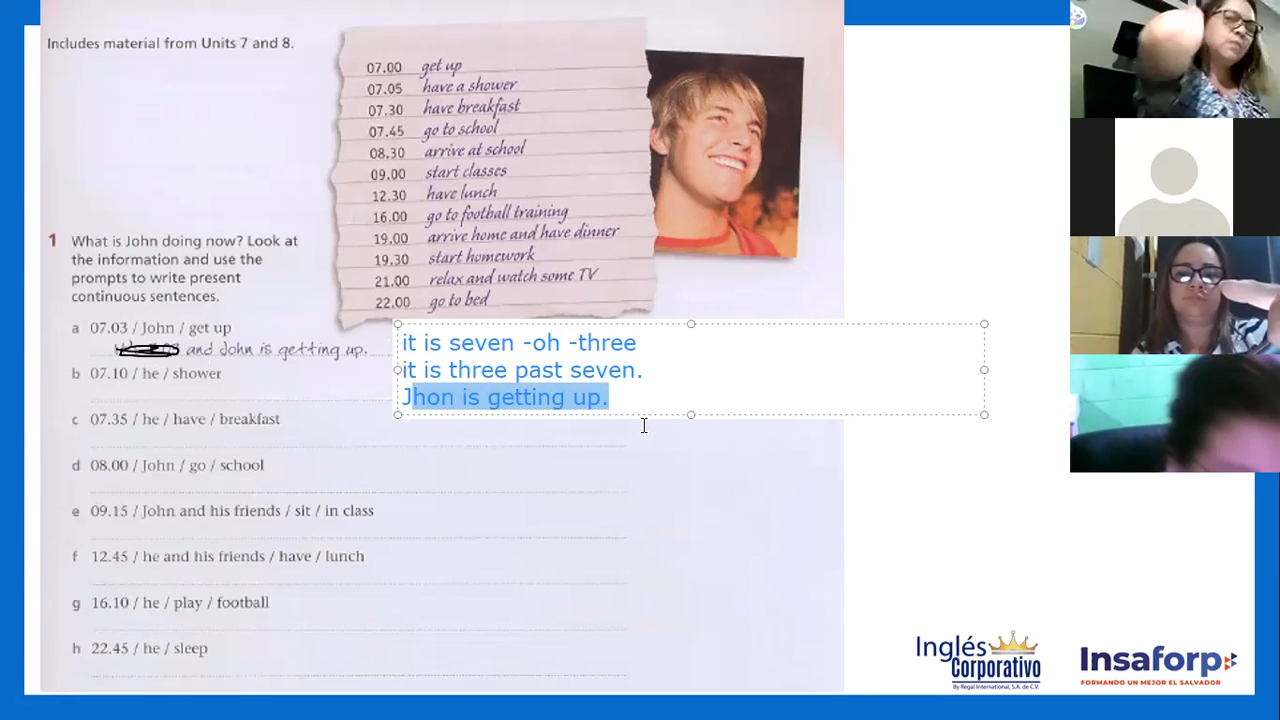 Includes material from Units 7 and 8.
07.00 get up
07.05 have a shower
07.30 have breakfast
07.45 go to school
08.30 arrive at school
09.00 start classes
12.30 have lunch
16.00 go to football training
19.00 arrive home and have dinner
19.30 start homework
21.00 relax and watch some TV
22.00 go to bed
1 What is John doing now? Look at
the information and use the
prompts to write present
continuous sentences.
a 07.03 / John / get up
and John is getting up.
it is seven -oh -three
it is three past seven.
Jhon is getting up.
b 07.10 / he / shower
c 07.35 / he / have / breakfast
d 08.00 / John / go / school
e 09.15 / John and his friends / sit / in class
f 12.45 / he and his friends / have / lunch
g 16.10 / he / play / football
h 22.45 / he / sleep
Inglés
Corporativo
By Regal International, S.A. de C.V.
Insaforp
FORMANDO UN MEJOR EL SALVADOR